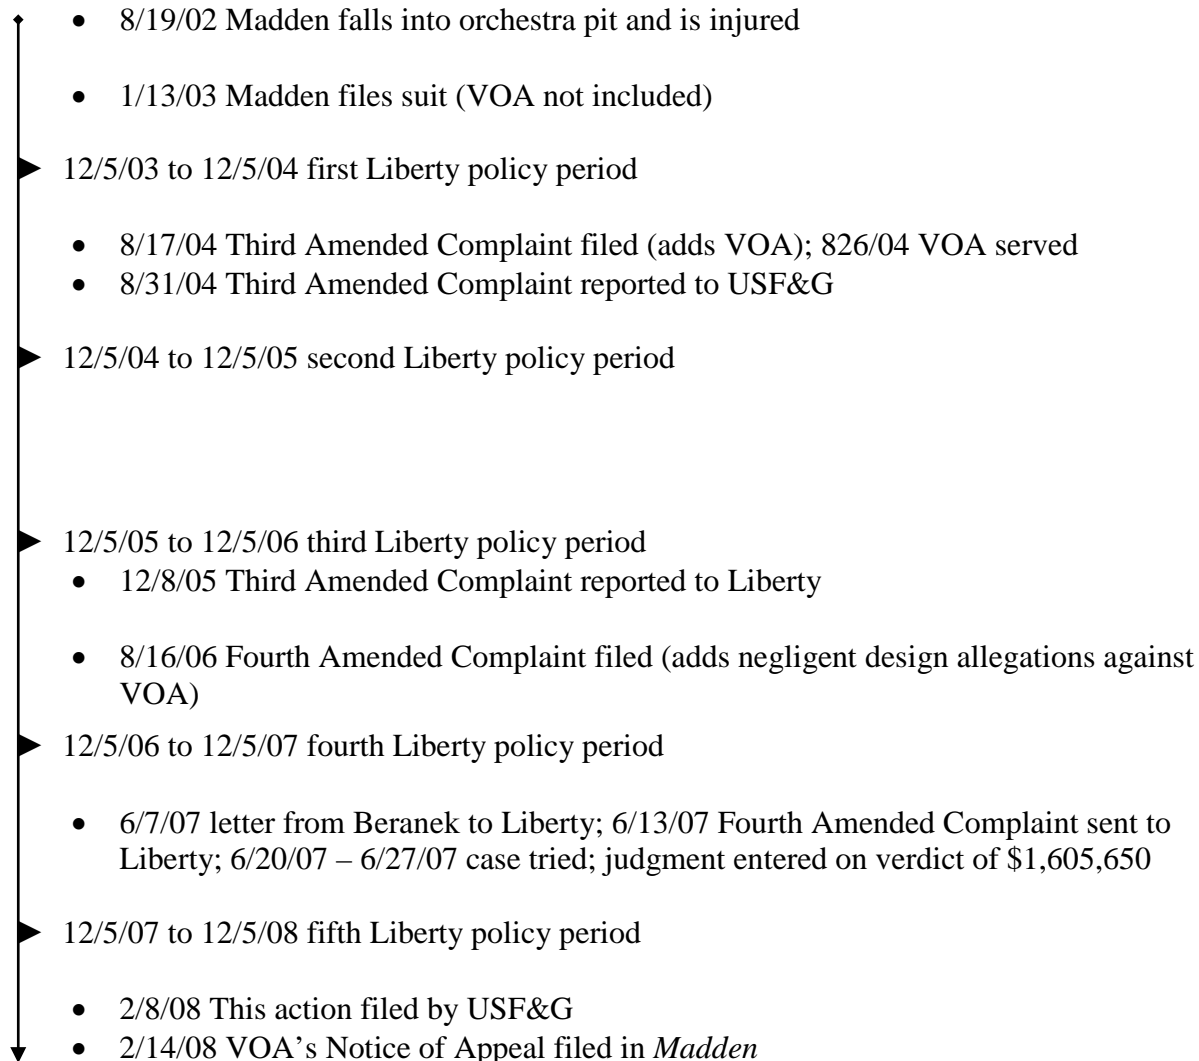 • 8/19/02 Madden falls into orchestra pit and is injured
• 1/13/03 Madden files suit (VOA not included)
12/5/03 to 12/5/04 first Liberty policy period
• 8/17/04 Third Amended Complaint filed (adds VOA); 826/04 VOA served
• 8/31/04 Third Amended Complaint reported to USF&G
12/5/04 to 12/5/05 second Liberty policy period
12/5/05 to 12/5/06 third Liberty policy period
• 12/8/05 Third Amended Complaint reported to Liberty
• 8/16/06 Fourth Amended Complaint filed (adds negligent design allegations against
VOA)
12/5/06 to 12/5/07 fourth Liberty policy period
• 6/7/07 letter from Beranek to Liberty; 6/13/07 Fourth Amended Complaint sent to
Liberty; 6/20/07 – 6/27/07 case tried; judgment entered on verdict of $1,605,650
12/5/07 to 12/5/08 fifth Liberty policy period
• 2/8/08 This action filed by USF&G
• 2/14/08 VOA’s Notice of Appeal filed in Madden